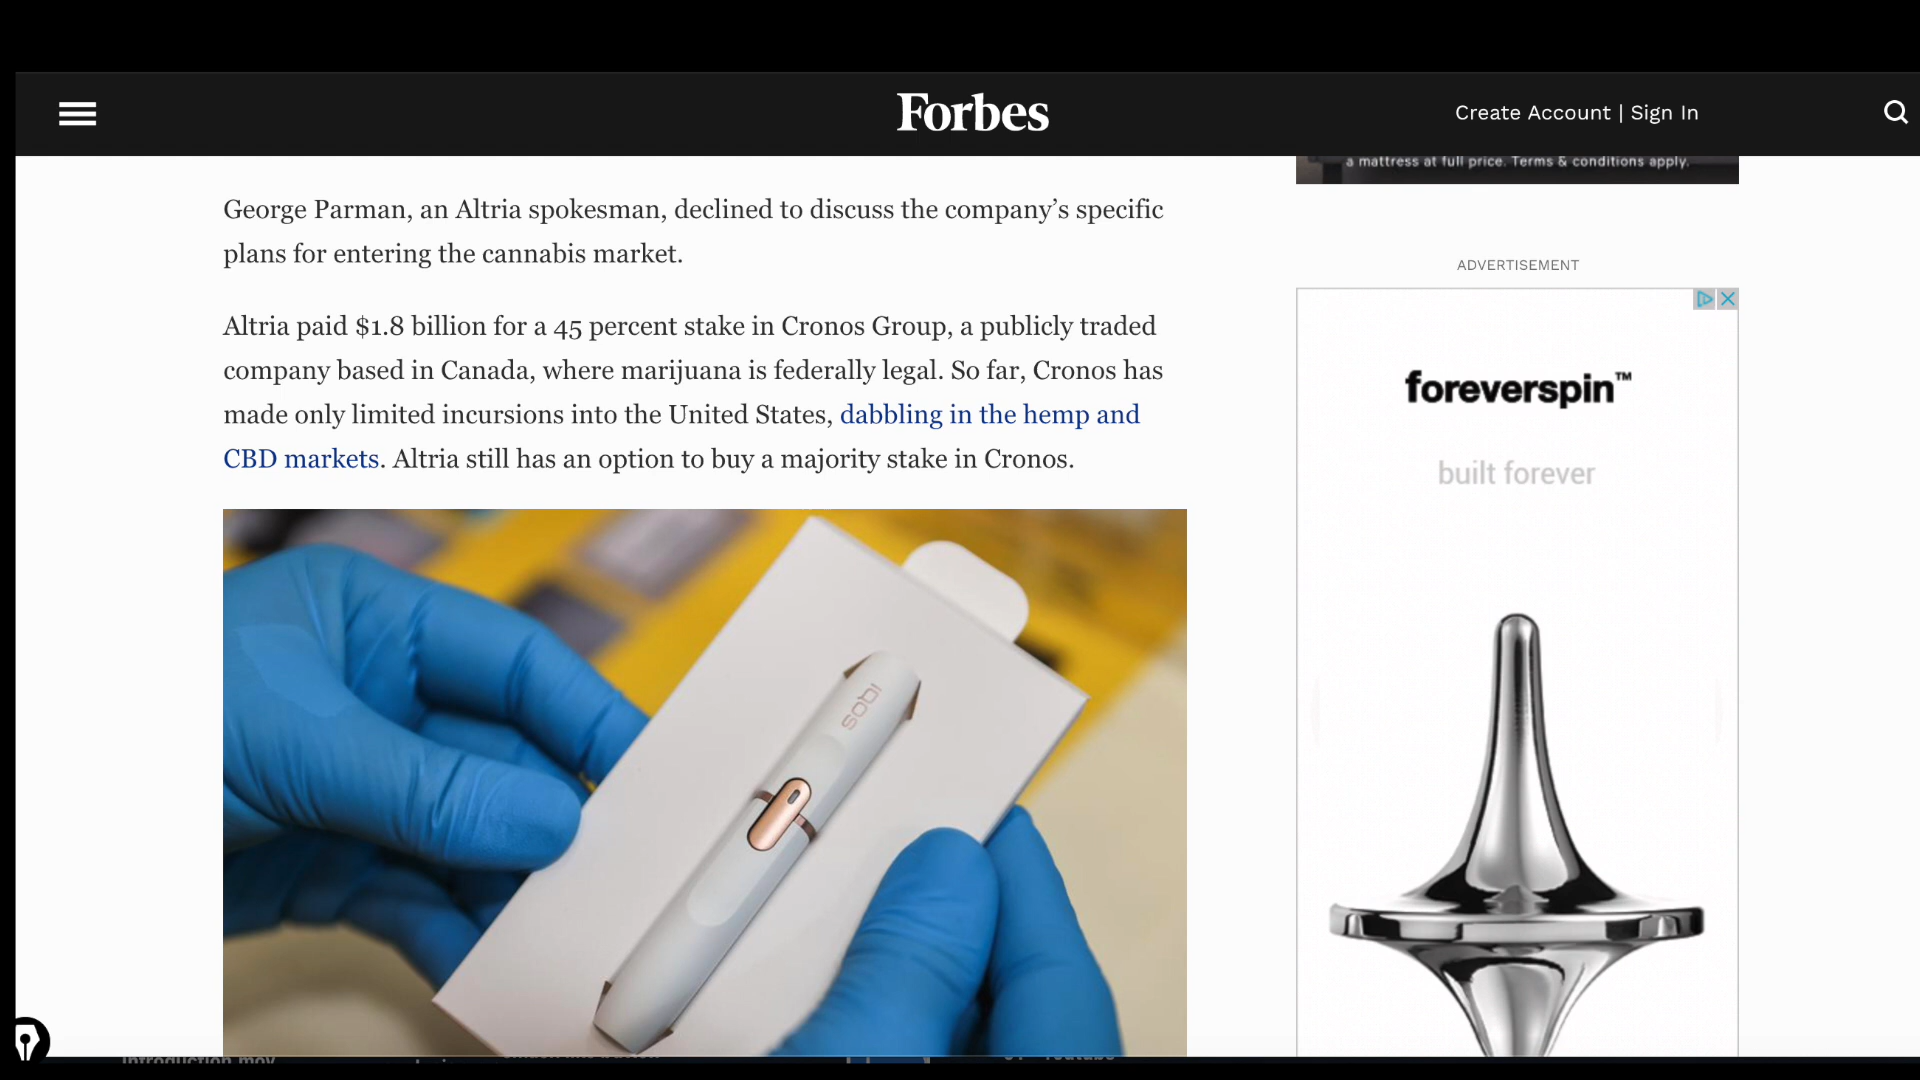 Forbes
Create Account | Sign In
a mattress at full price. Terms & conditions apply.
George Parman, an Altria spokesman, declined to discuss the company’s specific
plans for entering the cannabis market.
Altria paid $1.8 billion for a 45 percent stake in Cronos Group, a publicly traded
company based in Canada, where marijuana is federally legal. So far, Cronos has
made only limited incursions into the United States, dabbling in the hemp and
CBD markets. Altria still has an option to buy a majority stake in Cronos.
IQOS
ADVERTISEMENT
foreverspin™
built forever